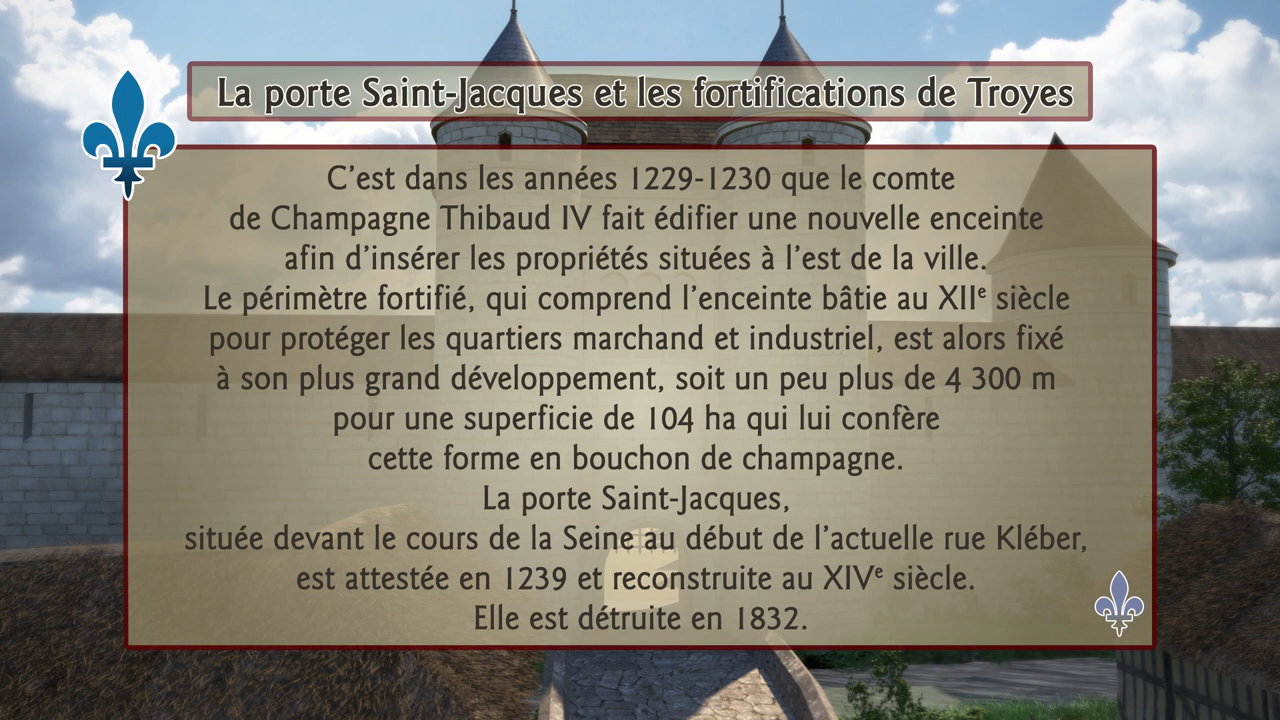 La porte Saint-Jacques et les fortifications de Troyes
C’est dans les années 1229-1230 que le comte
de Champagne Thibaud IV fait édifier une nouvelle enceinte
afin d’insérer les propriétés situées à l’est de la ville.
Le périmètre fortifié, qui comprend l’enceinte bâtie au XIIᵉ siècle
pour protéger les quartiers marchand et industriel, est alors fixé
à son plus grand développement, soit un peu plus de 4 300 m
pour une superficie de 104 ha qui lui confère
cette forme en bouchon de champagne.
La porte Saint-Jacques,
située devant le cours de la Seine au début de l’actuelle rue Kléber,
est attestée en 1239 et reconstruite au XIVᵉ siècle.
Elle est détruite en 1832.